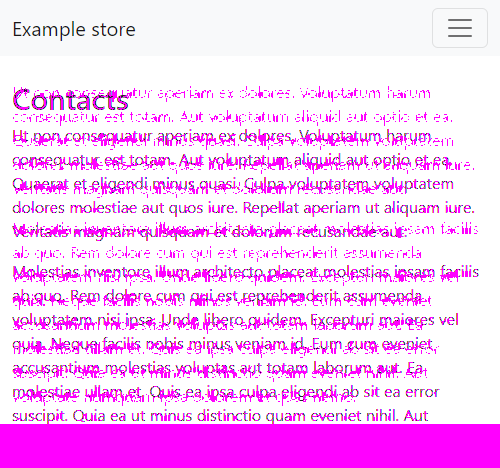 Example store
Contacts
Ut non consequatur aperiam ex dolores. Voluptatum harum
consequatur est totam. Aut voluptatum aliquid aut optio et ea.
Quaerat et eligendi minus quasi. Culpa voluptatem voluptatem
dolores molestiae aut quos iure. Repellat aperiam ut aliquam iure.
Veritatis magnam quisquam et dolorum recusandae aut.
Molestias inventore illum architecto placeat molestias ipsam facilis
ab quo. Rem dolore cum qui est reprehenderit assumenda
voluptatem nisi ipsa. Unde libero quidem. Excepturi maiores vel
quia. Neque facilis nobis minus veniam id. Eum cum eveniet
accusantium molestias voluptas aut totam laborum aut. Ea
molestiae ullam et. Quis ea ipsa culpa eligendi ab sit ea error
suscipit. Quia ea ut minus distinctio quam eveniet nihil. Aut